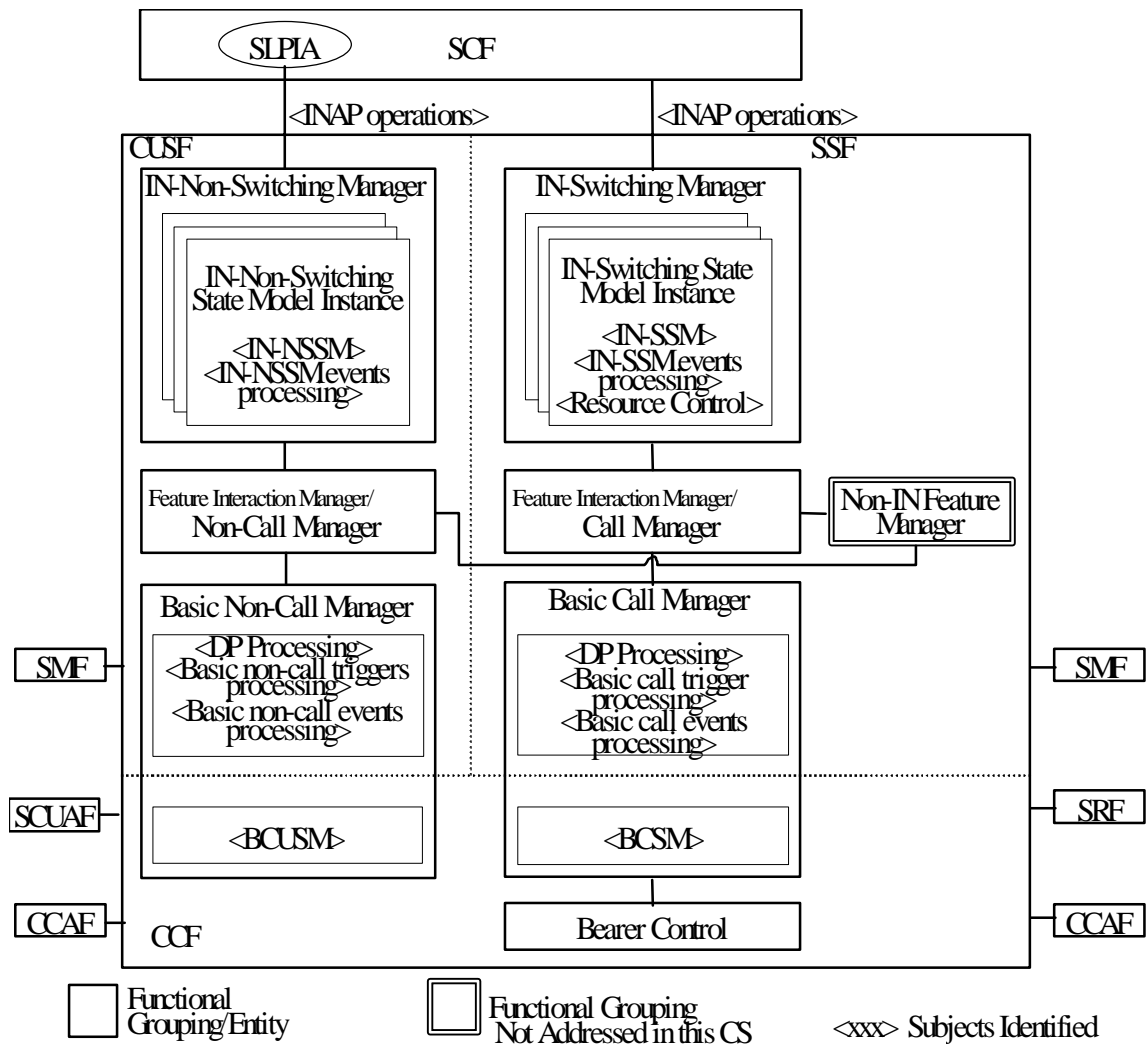 SLPIA
SCF
<INAP operations>
<INAP operations>
CUSF
SSF
IN-Non-Switching Manager
IN-Non-Switching
State Model Instance
<IN-NSSM>
<IN-NSSM events
processing>
IN-Switching Manager
IN-Switching State
Model Instance
<IN-SSM>
<IN-SSM events
processing>
<Resource Control>
Feature Interaction Manager/
Non-Call Manager
Feature Interaction Manager/
Call Manager
Non-IN Feature
Manager
Basic Non-Call Manager
<DP Processing>
<Basic non-call triggers
processing>
<Basic non-call events
processing>
Basic Call Manager
<DP Processing>
<Basic call trigger
processing>
<Basic call events
processing>
SMF
SMF
SCUAF
<BCUSM>
<BCSM>
SRF
CCAF
CCF
Bearer Control
CCAF
Functional
Grouping/Entity
Functional Grouping
Not Addressed in this CS
<xxx> Subjects Identified